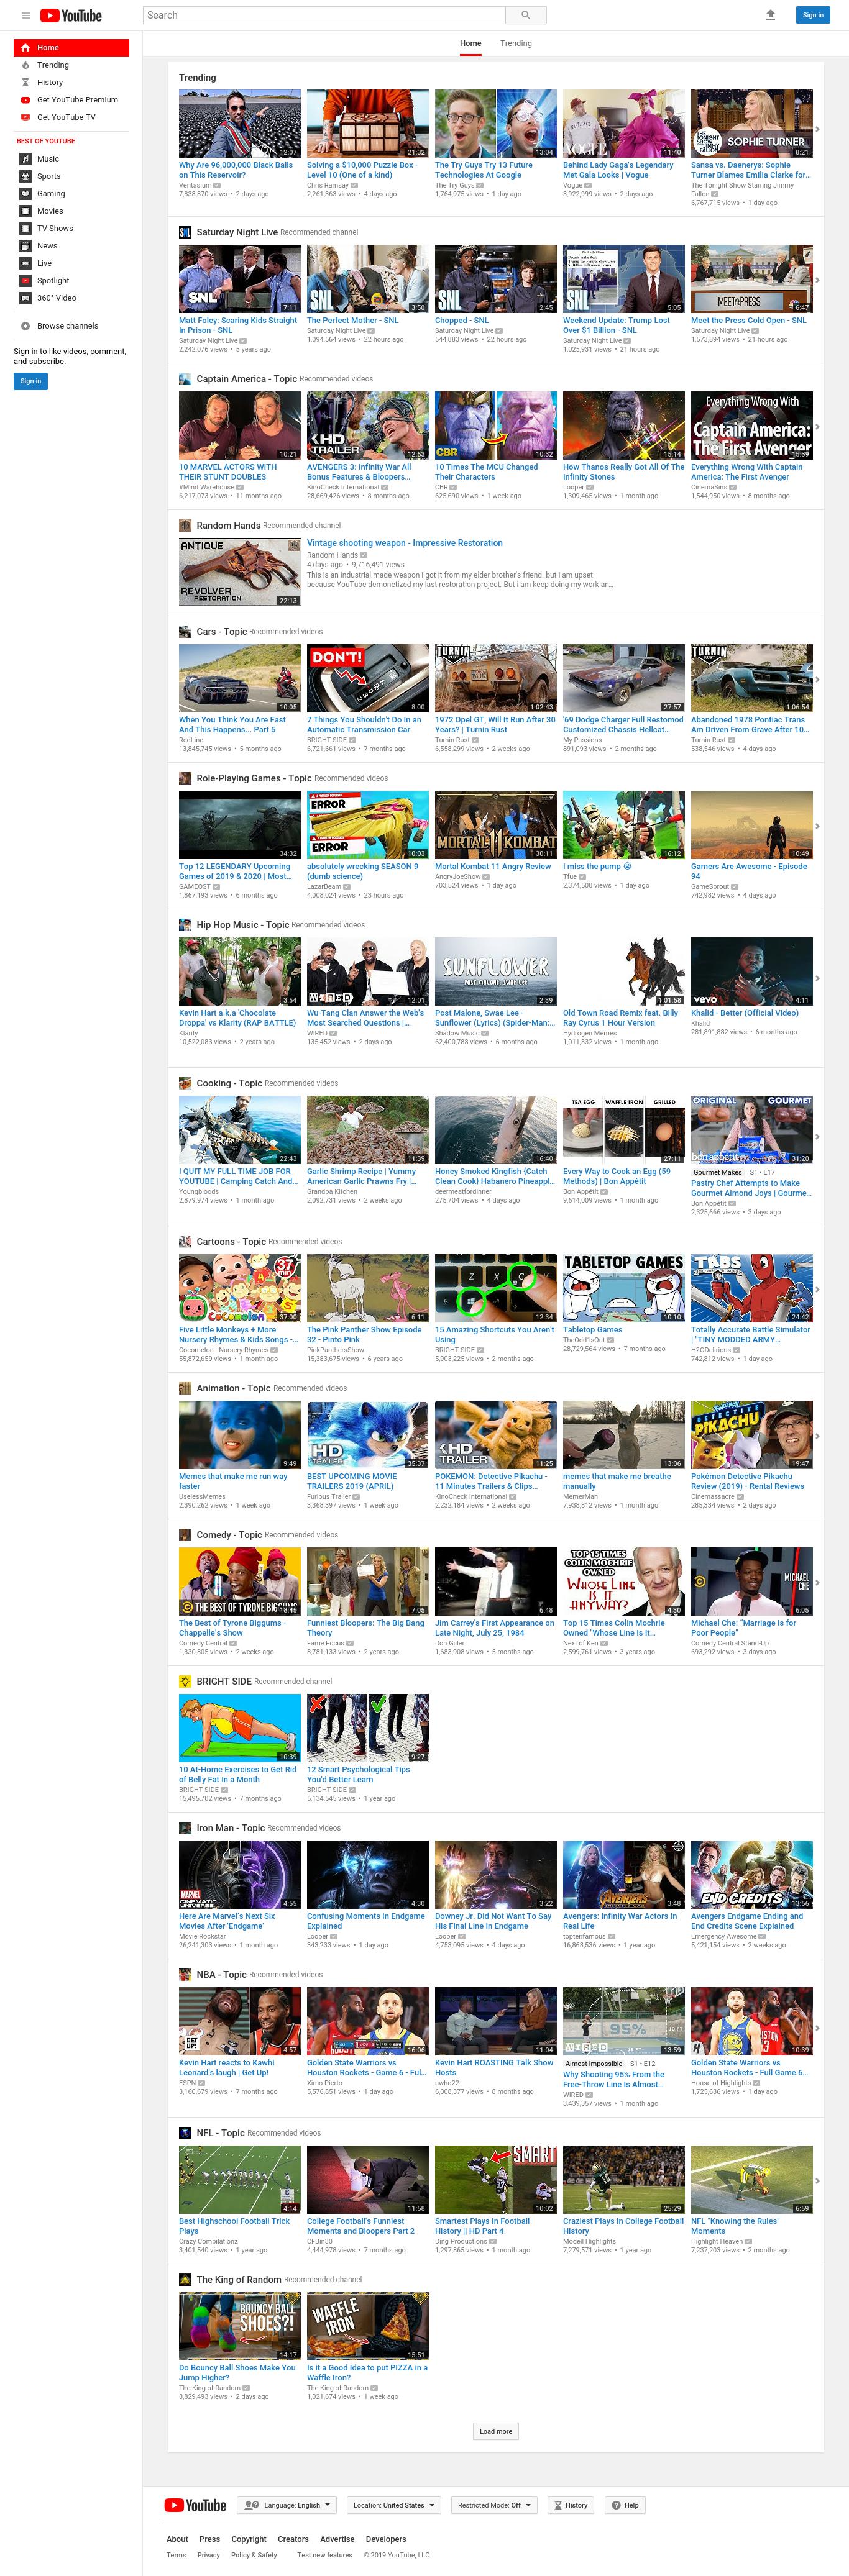 YouTube
Search
Sign in
Home
Trending
History
Get YouTube Premium
Get YouTube TV
BEST OF YOUTUBE
Music
Sports
Gaming
Movies
TV Shows
News
Live
Spotlight
360° Video
Browse channels
Sign in to like videos, comment,
and subscribe.
Sign in
Home Trending
Trending
12:07
Why Are 96,000,000 Black Balls
on This Reservoir?
Veritasium
7,838,870 views • 2 days ago
21:32
Solving a $10,000 Puzzle Box -
Level 10 (One of a kind)
Chris Ramsay
2,261,363 views • 4 days ago
13:04
The Try Guys Try 13 Future
Technologies At Google
The Try Guys
1,764,975 views • 1 day ago
VOGUE
11:40
Behind Lady Gaga's Legendary
Met Gala Looks | Vogue
Vogue
3,922,999 views • 2 days ago
SOPHIE TURNER
8:21
Sansa vs. Daenerys: Sophie
Turner Blames Emilia Clarke for...
The Tonight Show Starring Jimmy
Fallon
6,767,715 views • 1 day ago
Saturday Night Live Recommended channel
SNL
7:11
Matt Foley: Scaring Kids Straight
In Prison - SNL
Saturday Night Live
2,242,076 views • 5 years ago
SNL
3:50
The Perfect Mother - SNL
Saturday Night Live
1,094,564 views • 22 hours ago
SNL
2:45
Chopped - SNL
Saturday Night Live
544,883 views • 22 hours ago
SNL
5:05
Weekend Update: Trump Lost
Over $1 Billion - SNL
Saturday Night Live
1,025,931 views • 21 hours ago
MEET THE PRESS
6:47
Meet the Press Cold Open - SNL
Saturday Night Live
1,573,894 views • 21 hours ago
Captain America - Topic Recommended videos
10:21
10 MARVEL ACTORS WITH
THEIR STUNT DOUBLES
#Mind Warehouse
6,217,073 views • 11 months ago
HD
TRAILER
12:53
AVENGERS 3: Infinity War All
Bonus Features & Bloopers...
KinoCheck International
28,669,426 views • 8 months ago
CBR
10:32
10 Times The MCU Changed
Their Characters
CBR
625,690 views • 1 week ago
15:14
How Thanos Really Got All Of The
Infinity Stones
Looper
1,309,465 views • 1 month ago
Everything Wrong With
Captain America:
The First Avenger
Everything Wrong With Captain
America: The First Avenger
CinemaSins
1,544,950 views • 8 months ago
Random Hands Recommended channel
ANTIQUE
REVOLVER
RESTORATION
22:13
Vintage shooting weapon - Impressive Restoration
Random Hands
4 days ago • 9,716,491 views
This is an industrial made weapon i got it from my elder brother's friend. but i am upset
because YouTube demonetized my last restoration project. But i am keep doing my work an...
Cars - Topic Recommended videos
10:05
When You Think You Are Fast
And This Happens... Part 5
RedLine
13,845,745 views • 5 months ago
DON'T!
8:00
7 Things You Shouldn't Do In an
Automatic Transmission Car
BRIGHT SIDE
6,721,661 views • 7 months ago
TURNIN
RUST
1:02:43
1972 Opel GT, Will It Run After 30
Years? | Turnin Rust
Turnin Rust
6,558,299 views • 2 weeks ago
27:57
'69 Dodge Charger Full Restomod
Customized Chassis Hellcat...
My Passions
891,093 views • 2 months ago
TURNIN
RUST
1:06:54
Abandoned 1978 Pontiac Trans
Am Driven From Grave After 10...
Turnin Rust
538,546 views • 4 days ago
Role-Playing Games - Topic Recommended videos
34:32
Top 12 LEGENDARY Upcoming
Games of 2019 & 2020 | Most...
GAMEOST
1,867,193 views • 6 months ago
ERROR
ERROR
10:03
absolutely wrecking SEASON 9
(dumb science)
LazarBeam
4,008,024 views • 23 hours ago
MORTAL KOMBAT
30:11
Mortal Kombat 11 Angry Review
AngryJoeShow
703,524 views • 1 day ago
16:12
I miss the pump 😭
Tfue
2,374,508 views • 1 day ago
10:49
Gamers Are Awesome - Episode
94
GameSprout
742,982 views • 4 days ago
Hip Hop Music - Topic Recommended videos
3:54
Kevin Hart a.k.a 'Chocolate
Droppa' vs Klarity (RAP BATTLE)
Klarity
10,522,083 views • 2 years ago
WIRED
12:01
Wu-Tang Clan Answer the Web's
Most Searched Questions |...
WIRED
135,452 views • 2 days ago
SUNFLOWER
POST MALONE, SWAE LEE
2:39
Post Malone, Swae Lee -
Sunflower (Lyrics) (Spider-Man:...
Shadow Music
62,400,788 views • 6 months ago
1:01:58
Old Town Road Remix feat. Billy
Ray Cyrus 1 Hour Version
Hydrogen Memes
1,011,332 views • 1 month ago
vevo
4:11
Khalid - Better (Official Video)
Khalid
281,891,882 views • 6 months ago
Cooking - Topic Recommended videos
22:43
I QUIT MY FULL TIME JOB FOR
YOUTUBE | Camping Catch And...
Youngbloods
2,879,974 views • 1 month ago
11:39
Garlic Shrimp Recipe | Yummy
American Garlic Prawns Fry |...
Grandpa Kitchen
2,092,731 views • 2 weeks ago
16:40
Honey Smoked Kingfish {Catch
Clean Cook} Habanero Pineappl...
deermeatfordinner
275,704 views • 4 days ago
TEA EGG WAFFLE IRON GRILLED
27:11
Every Way to Cook an Egg (59
Methods) | Bon Appétit
Bon Appétit
9,614,009 views • 1 month ago
ORIGINAL GOURMET
bon appétit
31:20
Gourmet Makes S1 • E17
Pastry Chef Attempts to Make
Gourmet Almond Joys | Gourme...
Bon Appétit
2,325,666 views • 3 days ago
Cartoons - Topic Recommended videos
37 min
Cocomelon
37:00
Five Little Monkeys + More
Nursery Rhymes & Kids Songs -...
Cocomelon - Nursery Rhymes
55,872,659 views • 1 month ago
6:11
The Pink Panther Show Episode
32 - Pinto Pink
PinkPanthersShow
15,383,675 views • 6 years ago
Z X C V
12:34
15 Amazing Shortcuts You Aren't
Using
BRIGHT SIDE
5,903,225 views • 2 months ago
TABLETOP GAMES
10:10
Tabletop Games
TheOdd1sOut
28,729,564 views • 7 months ago
TABS
24:42
Totally Accurate Battle Simulator
| "TINY MODDED ARMY...
H2ODelirious
742,812 views • 1 day ago
Animation - Topic Recommended videos
9:49
Memes that make me run way
faster
UselessMemes
2,390,262 views • 1 week ago
HD
TRAILER
35:37
BEST UPCOMING MOVIE
TRAILERS 2019 (APRIL)
Furious Trailer
3,368,397 views • 1 week ago
HD
TRAILER
11:25
POKEMON: Detective Pikachu -
11 Minutes Trailers & Clips...
KinoCheck International
2,232,184 views • 2 weeks ago
13:06
memes that make me breathe
manually
MemerMan
7,938,812 views • 1 month ago
DETECTIVE
PIKACHU
19:47
Pokémon Detective Pikachu
Review (2019) - Rental Reviews
Cinemassacre
285,334 views • 2 days ago
Comedy - Topic Recommended videos
THE BEST OF TYRONE BIGGUMS
18:45
The Best of Tyrone Biggums -
Chappelle's Show
Comedy Central
1,330,805 views • 2 weeks ago
7:05
Funniest Bloopers: The Big Bang
Theory
Fame Focus
8,781,133 views • 2 years ago
6:48
Jim Carrey's First Appearance on
Late Night, July 25, 1984
Don Giller
1,683,908 views • 5 months ago
TOP 15 TIMES
COLIN MOCHRIE
OWNED
WHOSE LINE IS IT
ANYWAY?
4:30
Top 15 Times Colin Mochrie
Owned "Whose Line Is It...
Next of Ken
2,599,761 views • 3 years ago
MICHAEL
CHE
6:05
Michael Che: “Marriage Is for
Poor People”
Comedy Central Stand-Up
693,292 views • 3 days ago
BRIGHT SIDE Recommended channel
10:39
10 At-Home Exercises to Get Rid
of Belly Fat In a Month
BRIGHT SIDE
15,495,702 views • 7 months ago
9:27
12 Smart Psychological Tips
You'd Better Learn
BRIGHT SIDE
5,134,545 views • 1 year ago
Iron Man - Topic Recommended videos
MARVEL
CINEMATIC
UNIVERSE
4:55
Here Are Marvel's Next Six
Movies After 'Endgame'
Movie Rockstar
26,241,303 views • 1 month ago
4:30
Confusing Moments In Endgame
Explained
Looper
343,233 views • 1 day ago
3:22
Downey Jr. Did Not Want To Say
His Final Line In Endgame
Looper
4,753,095 views • 4 days ago
AVENGERS
3:48
Avengers: Infinity War Actors In
Real Life
toptenfamous
16,868,536 views • 1 year ago
END CREDITS
13:56
Avengers Endgame Ending and
End Credits Scene Explained
Emergency Awesome
5,421,154 views • 2 weeks ago
NBA - Topic Recommended videos
GET
UP!
4:57
Kevin Hart reacts to Kawhi
Leonard's laugh | Get Up!
ESPN
3,160,679 views • 7 months ago
16:06
Golden State Warriors vs
Houston Rockets - Game 6 - Ful...
Ximo Pierto
5,576,851 views • 1 day ago
11:04
Kevin Hart ROASTING Talk Show
Hosts
uwho22
6,008,377 views • 8 months ago
95%
WIRED
13:59
Almost Impossible S1 • E12
Why Shooting 95% From the
Free-Throw Line Is Almost...
WIRED
3,439,357 views • 1 month ago
10:39
Golden State Warriors vs
Houston Rockets - Full Game 6...
House of Highlights
1,725,636 views • 1 day ago
NFL - Topic Recommended videos
4:14
Best Highschool Football Trick
Plays
Crazy Compilationz
3,401,540 views • 1 year ago
11:58
College Football's Funniest
Moments and Bloopers Part 2
CFBin30
4,444,978 views • 7 months ago
SMART
10:02
Smartest Plays In Football
History || HD Part 4
Ding Productions
1,297,865 views • 1 month ago
25:29
Craziest Plays In College Football
History
Modell Highlights
7,279,571 views • 1 year ago
6:59
NFL "Knowing the Rules"
Moments
Highlight Heaven
7,237,203 views • 2 months ago
The King of Random Recommended channel
BOUNCY BALL
SHOES?!
14:17
Do Bouncy Ball Shoes Make You
Jump Higher?
The King of Random
3,829,493 views • 2 days ago
WAFFLE
IRON
15:51
Is it a Good Idea to put PIZZA in a
Waffle Iron?
The King of Random
1,021,674 views • 1 week ago
Load more
YouTube
Language: English
Location: United States
Restricted Mode: Off
History
Help
About Press Copyright Creators Advertise Developers
Terms Privacy Policy & Safety Test new features © 2019 YouTube, LLC